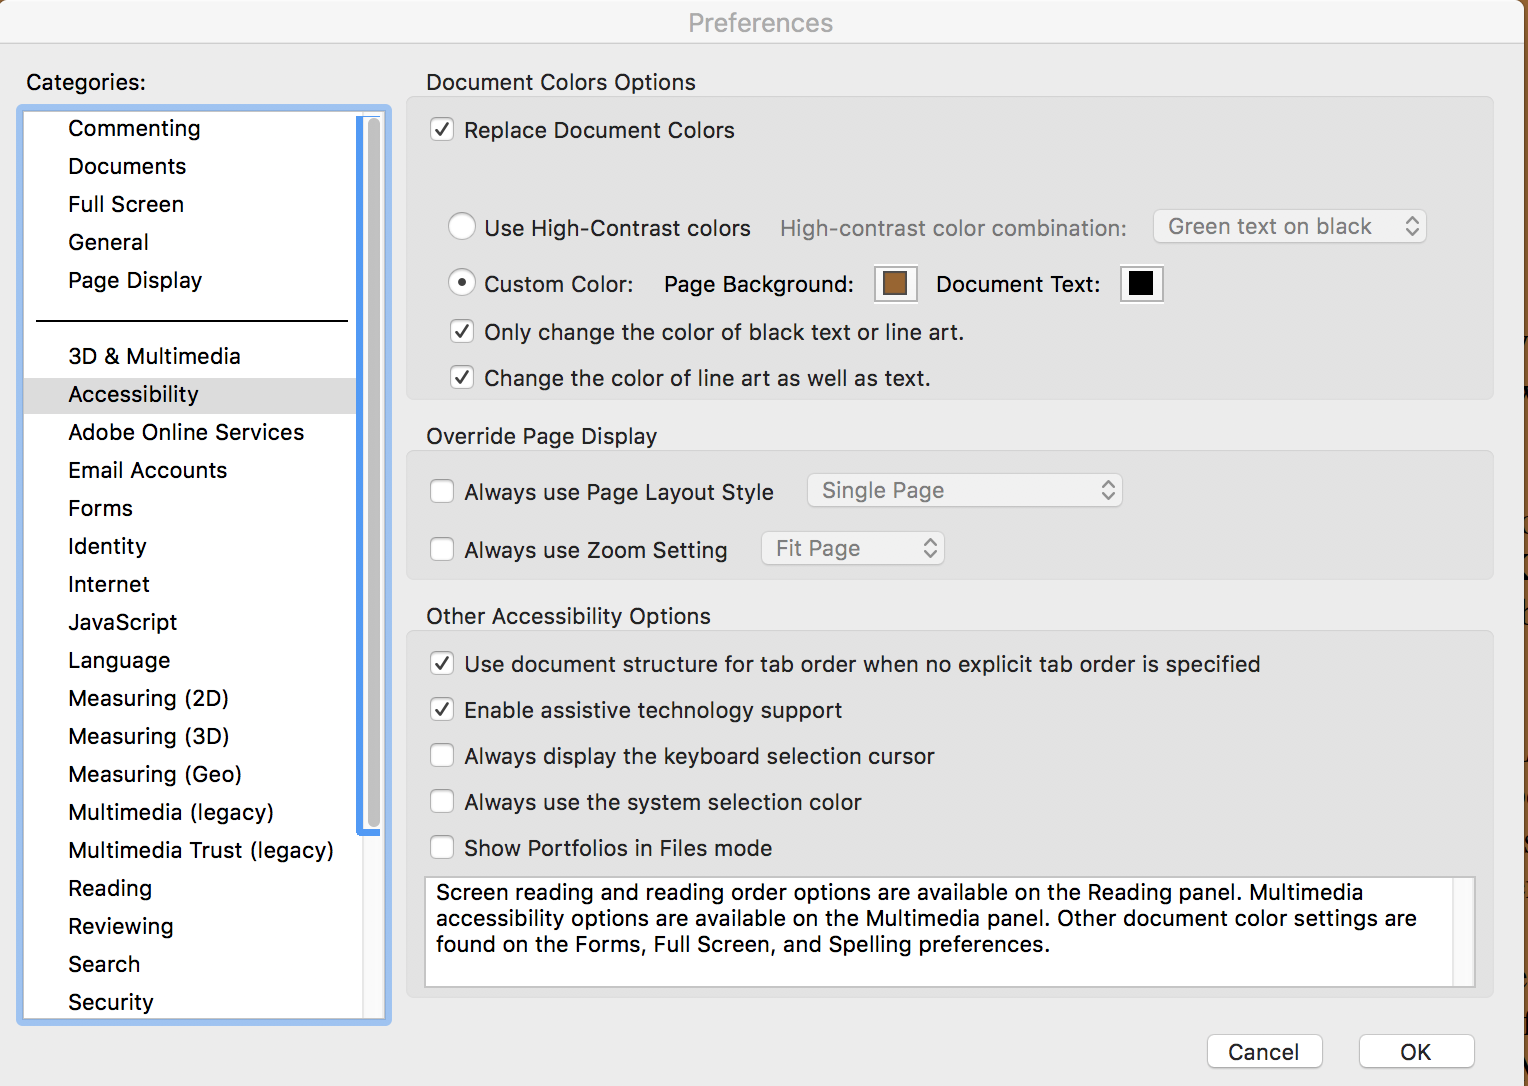 Preferences
Categories:
Commenting
Documents
Full Screen
General
Page Display
3D & Multimedia
Accessibility
Adobe Online Services
Email Accounts
Forms
Identity
Internet
JavaScript
Language
Measuring (2D)
Measuring (3D)
Measuring (Geo)
Multimedia (legacy)
Multimedia Trust (legacy)
Reading
Reviewing
Search
Security
Document Colors Options
Replace Document Colors
Use High-Contrast colors High-contrast color combination: Green text on black
Custom Color: Page Background: Document Text:
Only change the color of black text or line art.
Change the color of line art as well as text.
Override Page Display
Always use Page Layout Style Single Page
Always use Zoom Setting Fit Page
Other Accessibility Options
Use document structure for tab order when no explicit tab order is specified
Enable assistive technology support
Always display the keyboard selection cursor
Always use the system selection color
Show Portfolios in Files mode
Screen reading and reading order options are available on the Reading panel. Multimedia
accessibility options are available on the Multimedia panel. Other document color settings are
found on the Forms, Full Screen, and Spelling preferences.
Cancel OK